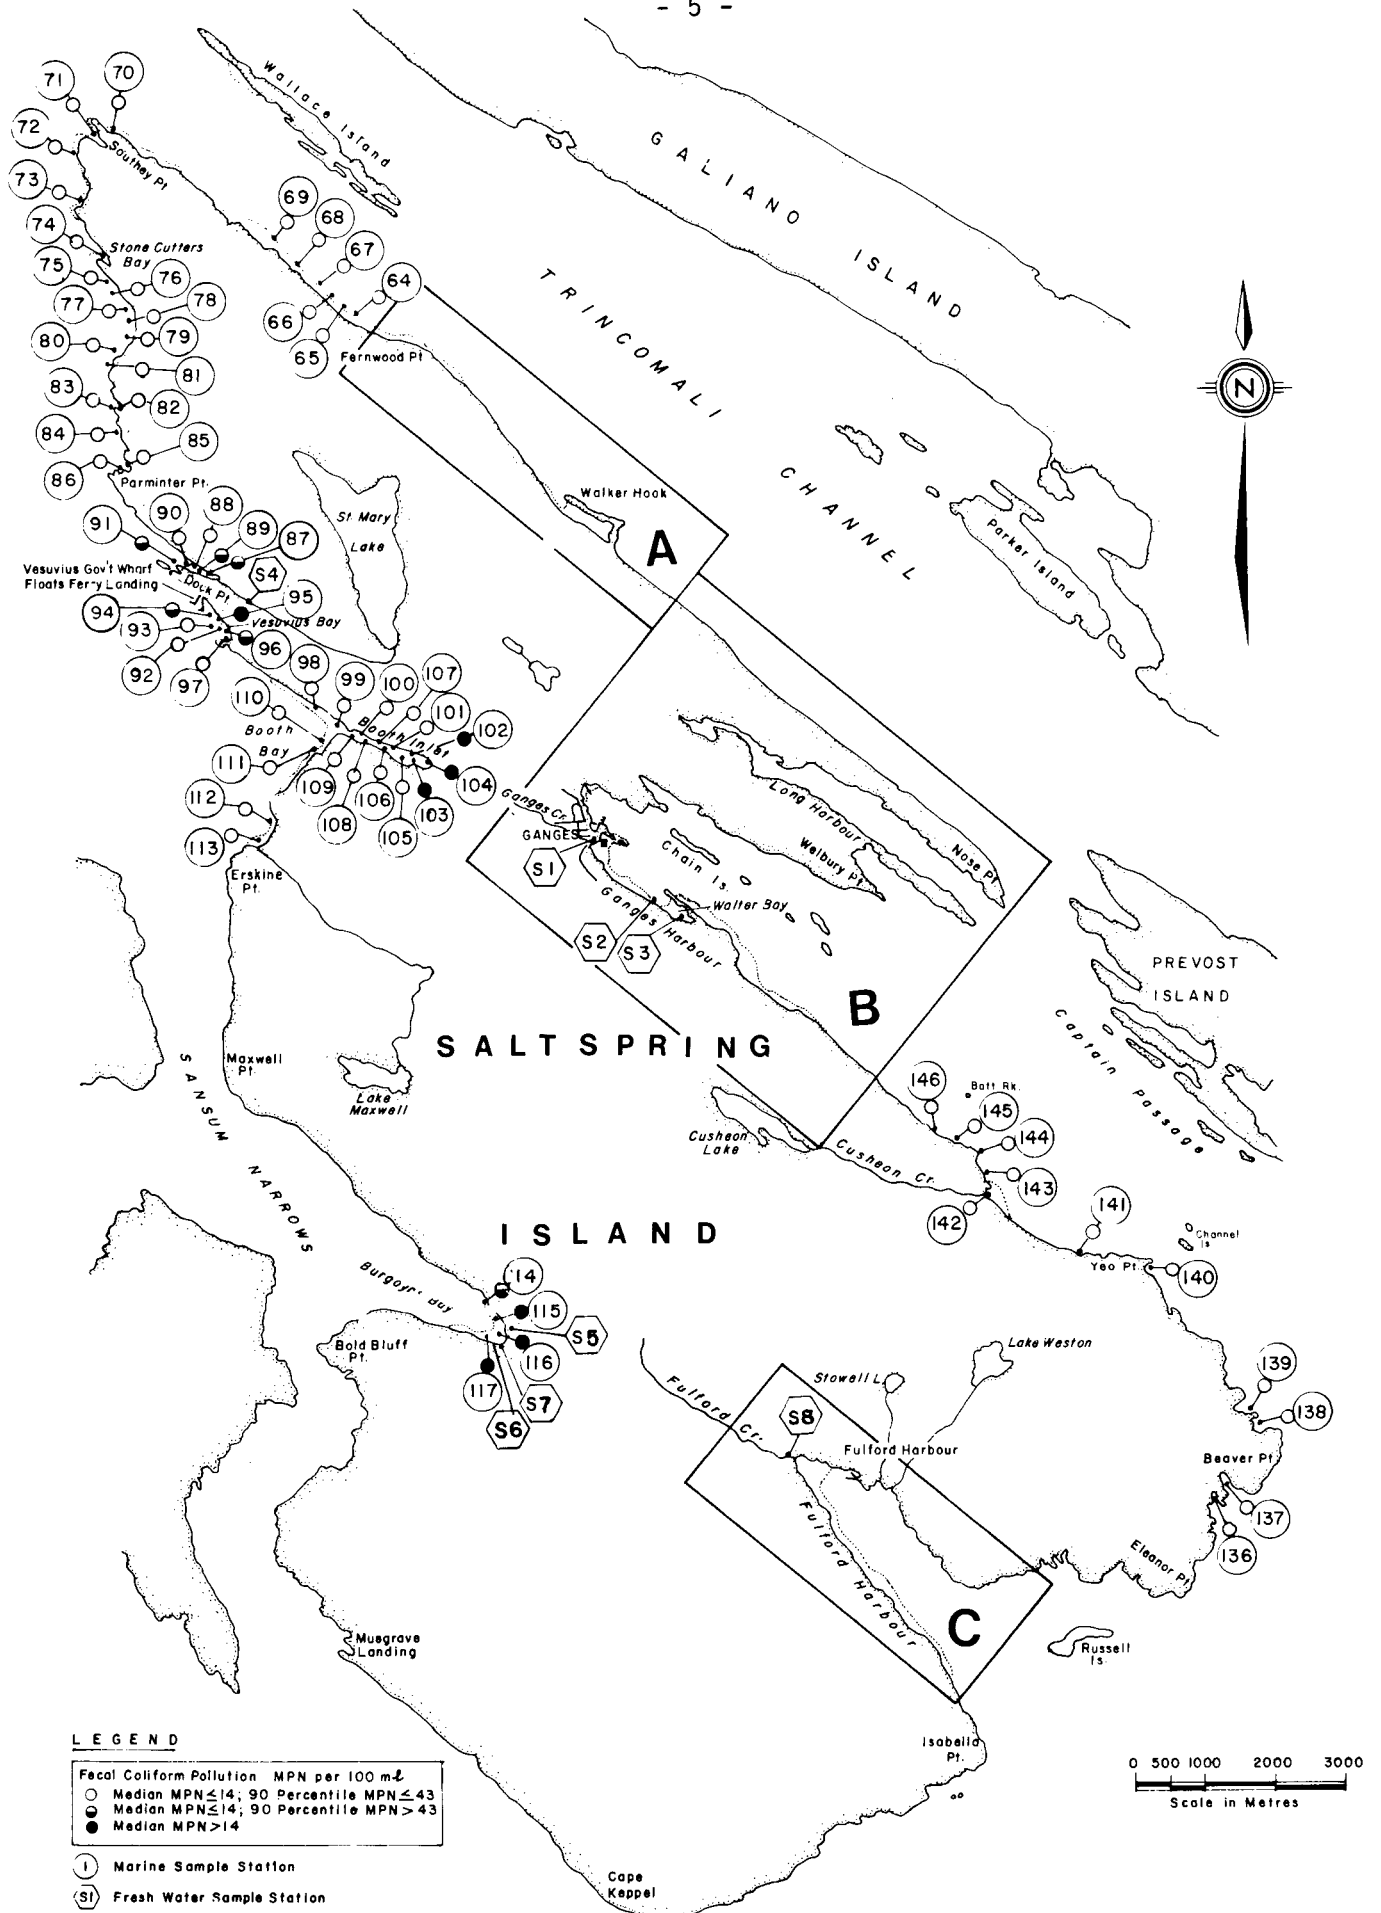 - 5 -
71
70
72
73
74
75
76
77
78
79
80
81
83
82
84
85
86
Southey Pt
Wallace Island
GALIANO ISLAND
Stone Cutters
Bay
69
68
67
64
66
65
Fernwood Pt
TRINCOMALI CHANNEL
N
Parminter Pt.
St. Mary
Lake
Walker Hook
A
Parker Island
91
90
88
89
87
Vesuvius Gov't Wharf
Floats Ferry Landing
Dock Pt.
S4
95
94
93
Vesuvius Bay
92
97
96
98
99
100
107
101
102
110
Booth
Bay
Booth Inlet
111
109
108
106
105
103
104
112
113
Erskine
Pt.
Ganges Cr.
GANGES
S1
S2
S3
Chain Is.
Ganges Harbour
Walter Bay
Long Harbour
Welbury Pt.
Nose Pt.
B
PREVOST
ISLAND
Captain Passage
SALTSPRING
Maxwell
Pt.
Lake
Maxwell
SANSUM NARROWS
Cusheon
Lake
Cusheon Cr.
146
Batt Rk.
145
144
143
142
141
Yeo Pt.
Channel
Is
140
ISLAND
Bay
14
115
S5
116
117
S7
S6
Bold Bluff
Pt.
Fulford Cr.
S8
Stowell L.
Lake Weston
Fulford Harbour
Fulford Harbour
C
139
138
Beaver Pt.
137
136
Eleanor Pt.
Russell
Is.
Musgrave
Landing
Isabella
Pt.
Cape
Keppel
LEGEND
Fecal Coliform Pollution MPN per 100 ml
Median MPN≤14; 90 Percentile MPN≤43
Median MPN≤14; 90 Percentile MPN>43
Median MPN>14
1 Marine Sample Station
S1 Fresh Water Sample Station
0 500 1000 2000 3000
Scale in Metres